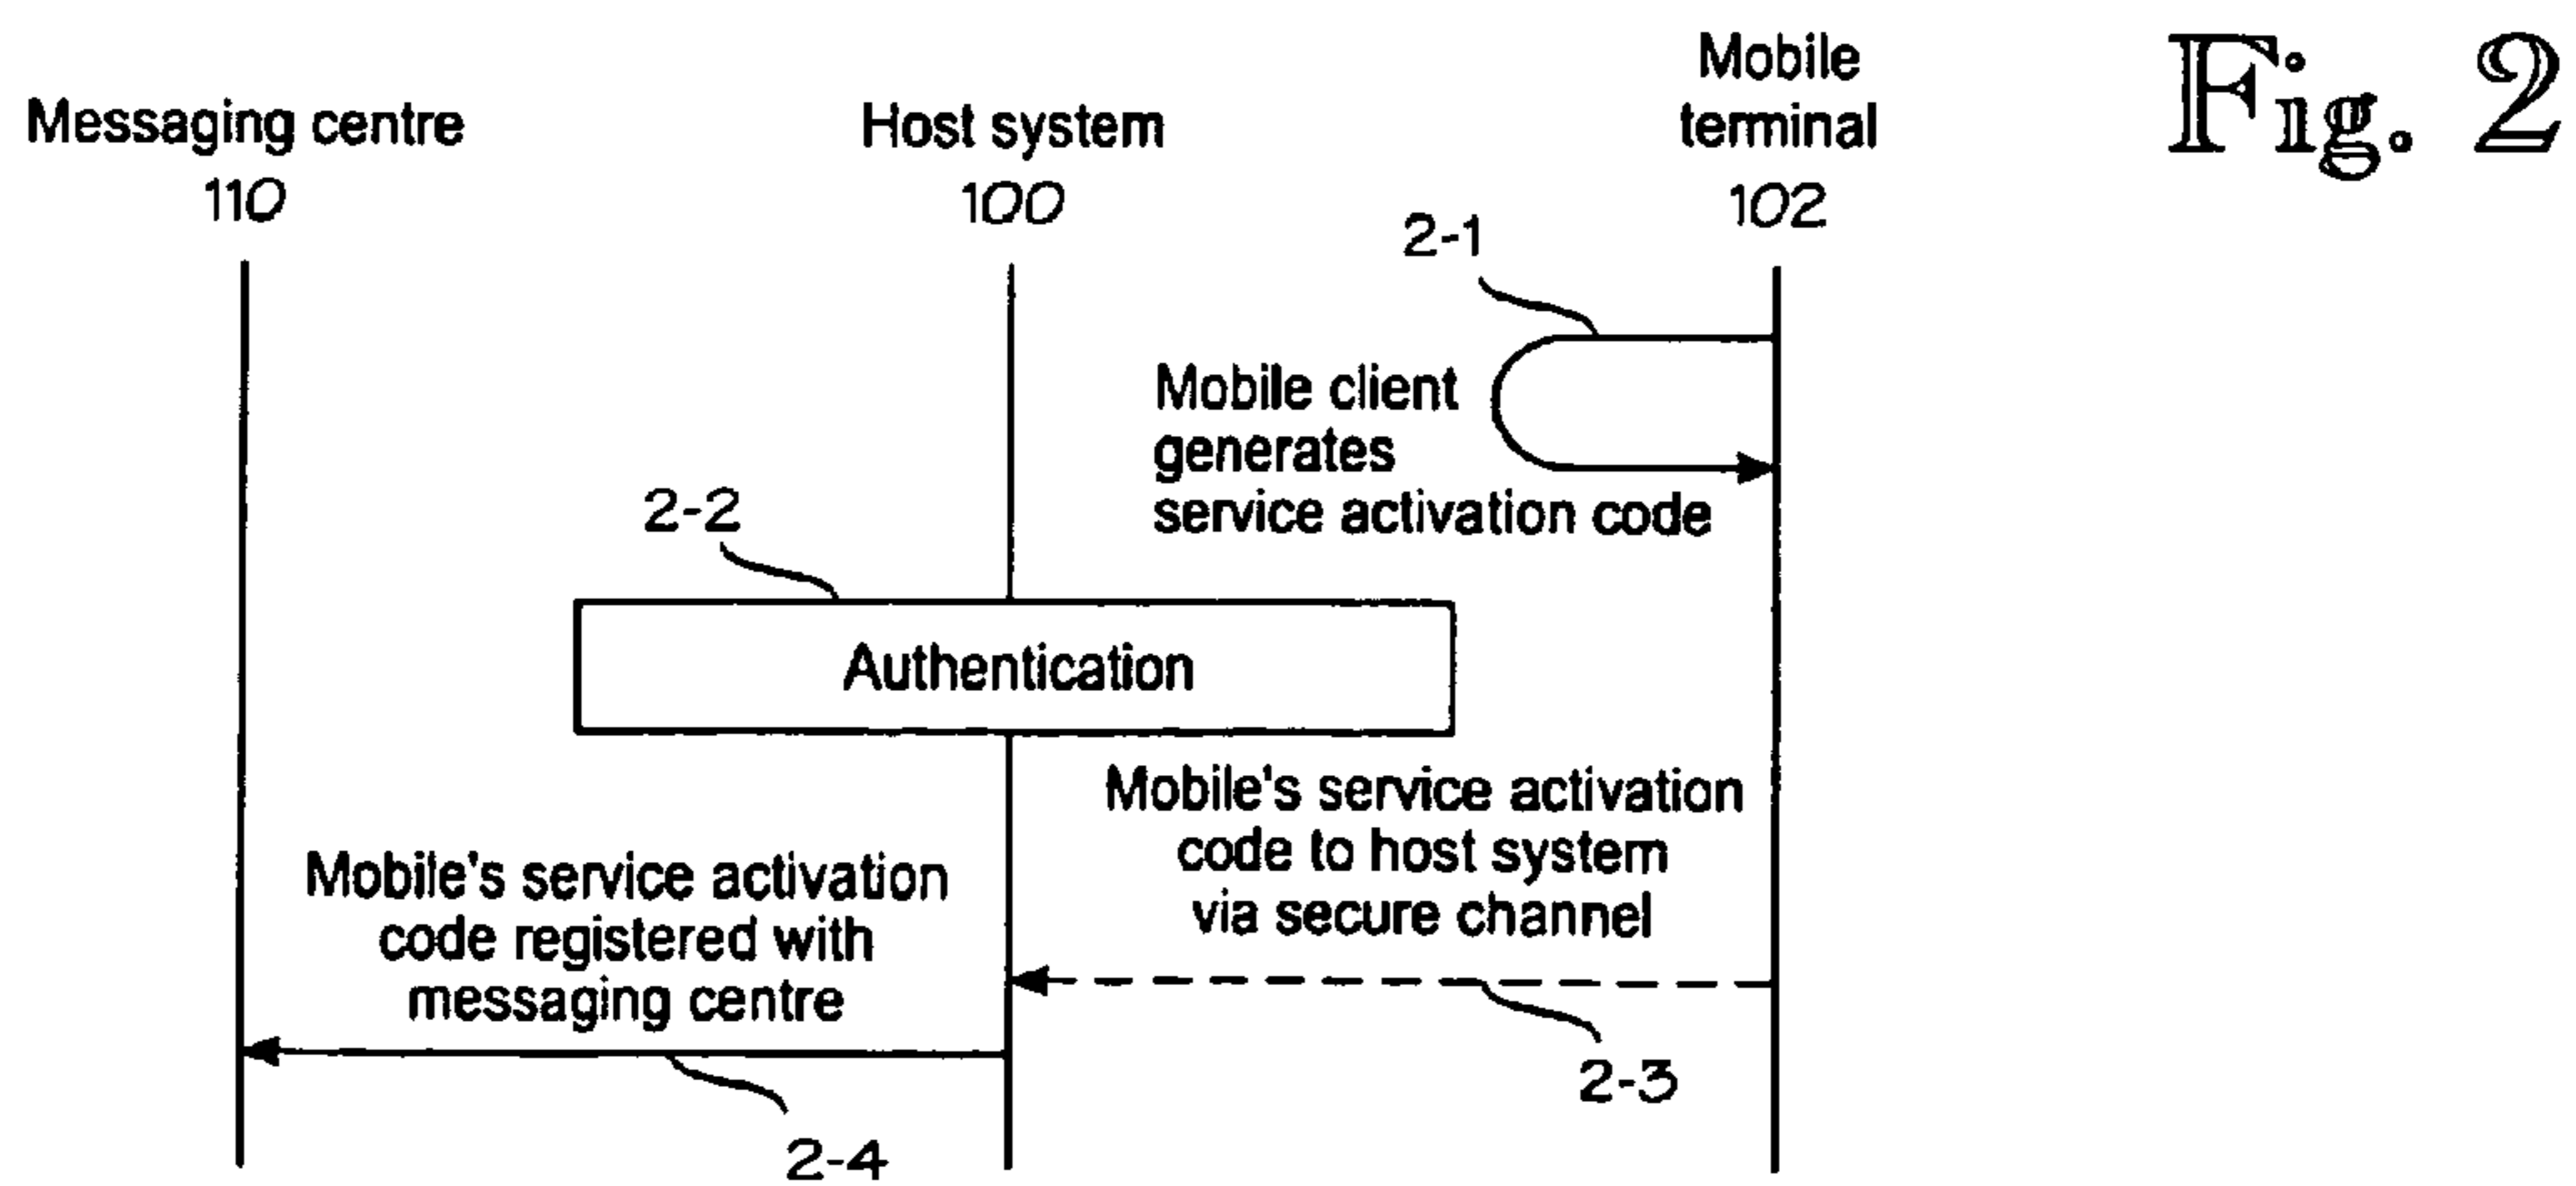 Fig. 2
Messaging centre
110
Host system
100
Mobile
terminal
102
2-1
Mobile client
generates
service activation code
2-2
Authentication
Mobile's service activation
code to host system
via secure channel
2-3
Mobile's service activation
code registered with
messaging centre
2-4